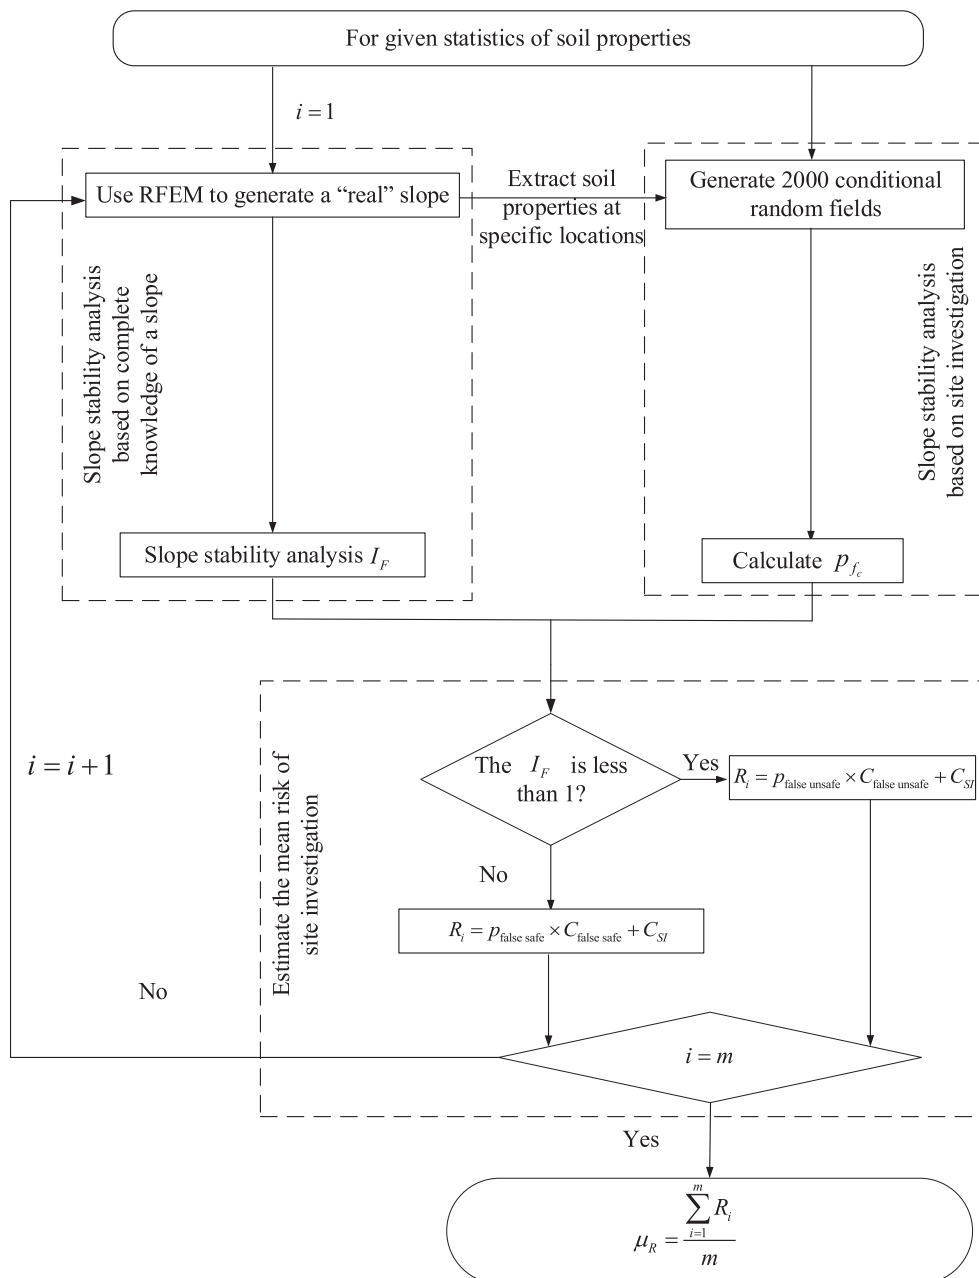 For given statistics of soil properties
i = 1
Use RFEM to generate a “real” slope
Extract soil
properties at
specific locations
Generate 2000 conditional
random fields
Slope stability analysis
based on complete
knowledge of a slope
Slope stability analysis
based on site investigation
Slope stability analysis I_F
Calculate p_{f_c}
i = i + 1
Estimate the mean risk of
site investigation
The I_F is less
than 1?
Yes
R_i = p_{false unsafe} × C_{false unsafe} + C_{SI}
No
R_i = p_{false safe} × C_{false safe} + C_{SI}
No
i = m
Yes
μ_R = \frac{\sum_{i=1}^{m} R_i}{m}